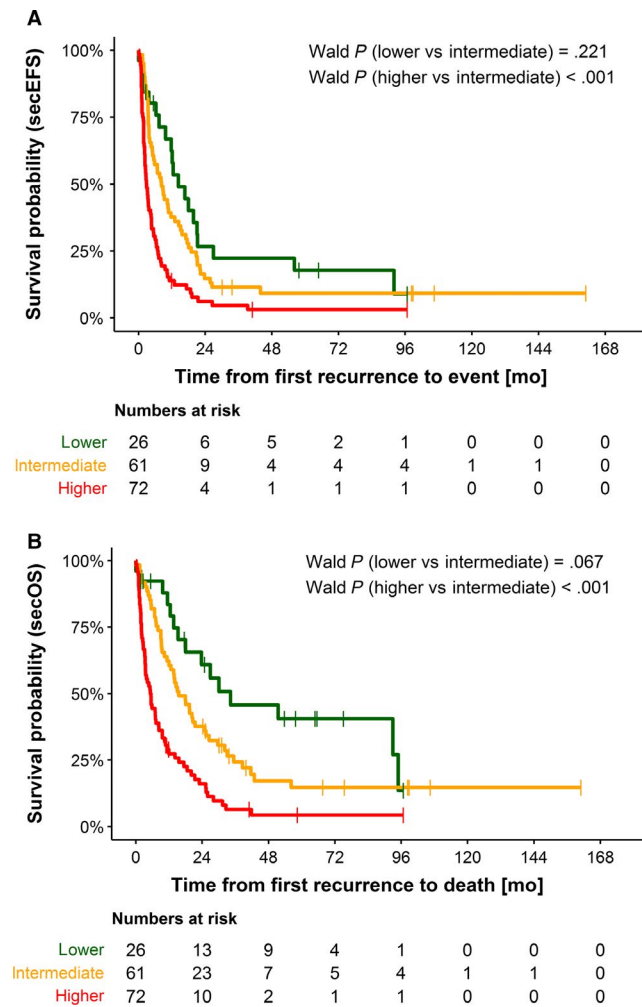 A
Wald P (lower vs intermediate) = .221
Wald P (higher vs intermediate) < .001
Survival probability (secEFS)
100%
75%
50%
25%
0%
0 24 48 72 96 120 144 168
Time from first recurrence to event [mo]
Numbers at risk
Lower 26 6 5 2 1 0 0 0
Intermediate 61 9 4 4 4 1 1 0
Higher 72 4 1 1 1 0 0 0
B
Wald P (lower vs intermediate) = .067
Wald P (higher vs intermediate) < .001
Survival probability (secOS)
100%
75%
50%
25%
0%
0 24 48 72 96 120 144 168
Time from first recurrence to death [mo]
Numbers at risk
Lower 26 13 9 4 1 0 0 0
Intermediate 61 23 7 5 4 1 1 0
Higher 72 10 2 1 1 0 0 0